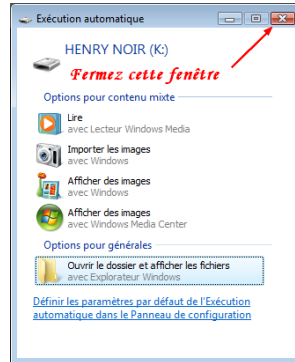 Exécution automatique
HENRY NOIR (K:)
Fermez cette fenêtre
Options pour contenu mixte
Lire
avec Lecteur Windows Media
Importer les images
avec Windows
Afficher des images
avec Windows
Afficher des images
avec Windows Media Center
Options pour générales
Ouvrir le dossier et afficher les fichiers
avec Explorateur Windows
Définir les paramètres par défaut de l'Exécution
automatique dans le Panneau de configuration